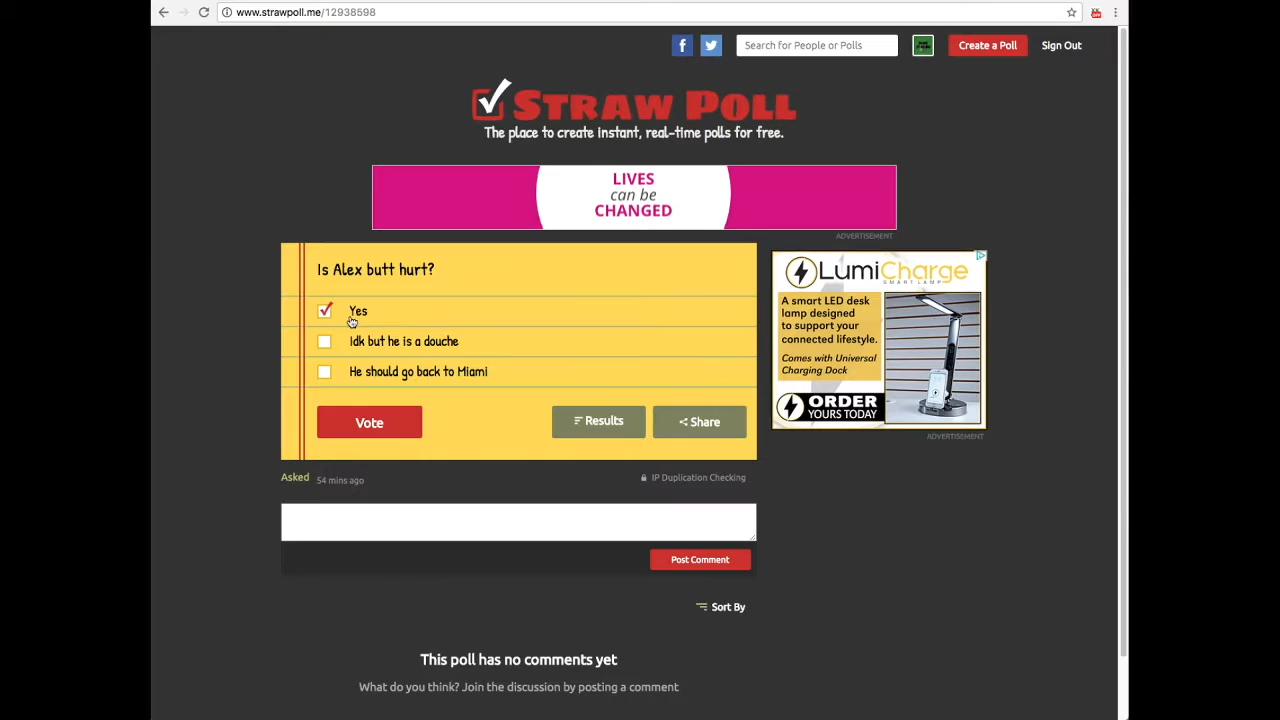 www.strawpoll.me/12938598
Search for People or Polls
Create a Poll
Sign Out
STRAW POLL
The place to create instant, real-time polls for free.
LIVES
can be
CHANGED
ADVERTISEMENT
Is Alex butt hurt?
Yes
Idk but he is a douche
He should go back to Miami
Vote
Results
Share
LUMICHARGE
SMART LAMP
A smart LED desk
lamp designed
to support your
connected lifestyle.
Comes with Universal
Charging Dock
ORDER
YOURS TODAY
ADVERTISEMENT
Asked 54 mins ago
IP Duplication Checking
Post Comment
Sort By
This poll has no comments yet
What do you think? Join the discussion by posting a comment